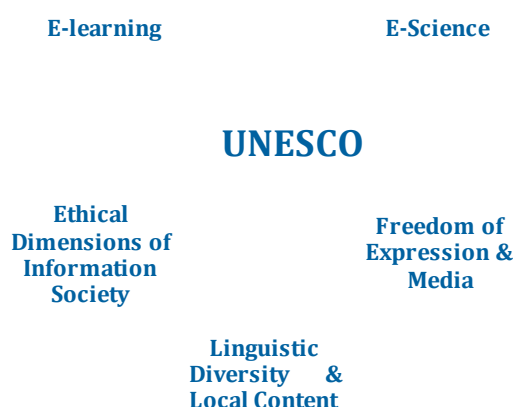 E-learning
E-Science
UNESCO
Ethical
Dimensions of
Information
Society
Freedom of
Expression &
Media
Linguistic
Diversity &
Local Content